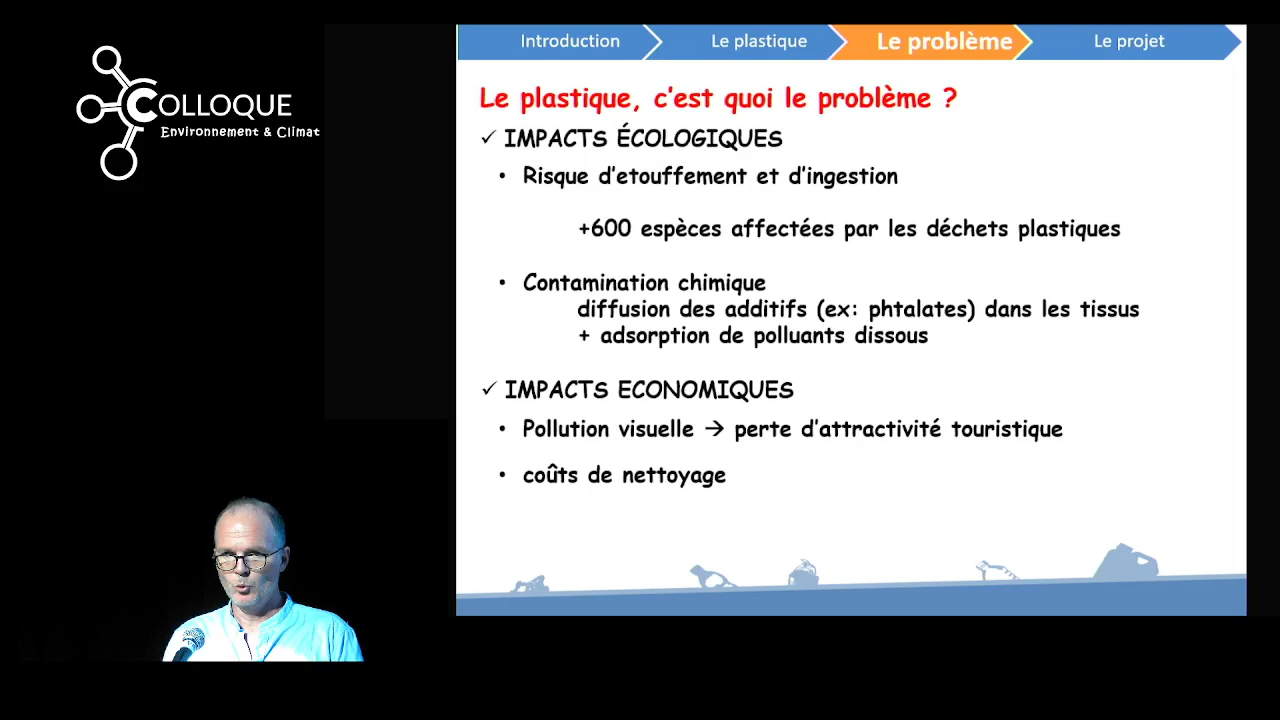 COLLOQUE
Environnement & Climat
Introduction
Le plastique
Le problème
Le projet
Le plastique, c'est quoi le problème ?
✓ IMPACTS ÉCOLOGIQUES
• Risque d'etouffement et d'ingestion
+600 espèces affectées par les déchets plastiques
• Contamination chimique
diffusion des additifs (ex: phtalates) dans les tissus
+ adsorption de polluants dissous
✓ IMPACTS ECONOMIQUES
• Pollution visuelle → perte d'attractivité touristique
• coûts de nettoyage